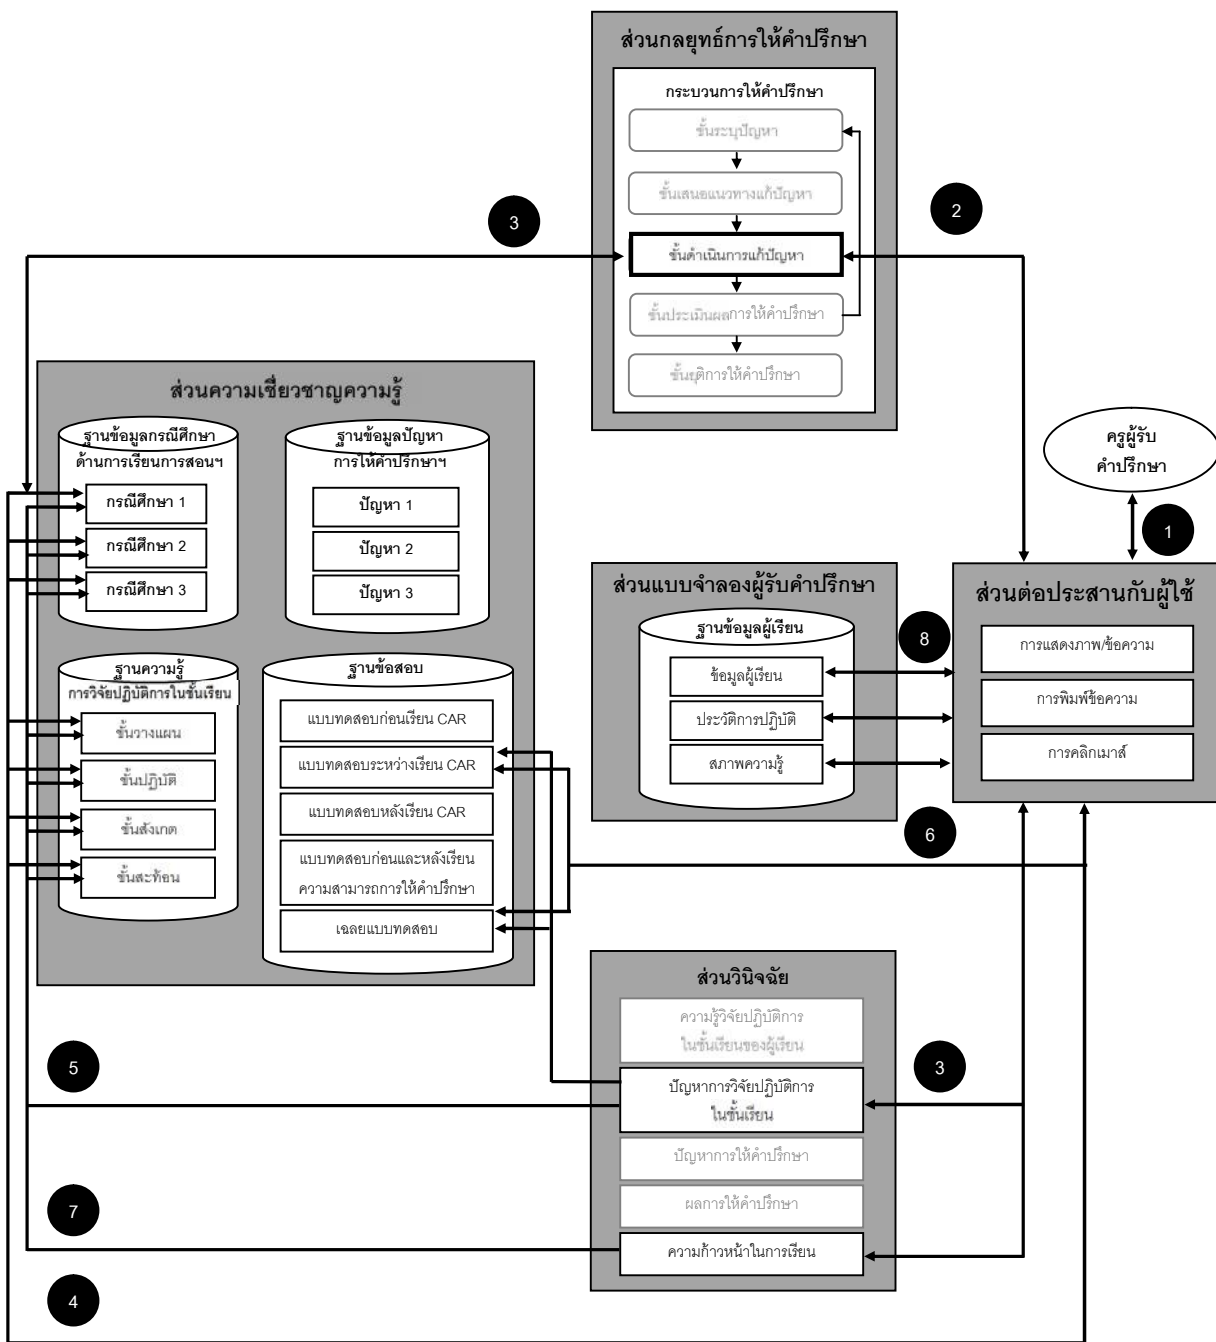 ส่วนกลยุทธ์การให้คำปรึกษา
กระบวนการให้คำปรึกษา
ขั้นระบุปัญหา
ขั้นเสนอแนวทางแก้ปัญหา
ขั้นดำเนินการแก้ปัญหา
ขั้นประเมินผลการให้คำปรึกษา
ขั้นยุติการให้คำปรึกษา
3
2
ส่วนความเชี่ยวชาญความรู้
ฐานข้อมูลกรณีศึกษา
ด้านการเรียนการสอนฯ
กรณีศึกษา 1
กรณีศึกษา 2
กรณีศึกษา 3
ฐานข้อมูลปัญหา
การให้คำปรึกษาฯ
ปัญหา 1
ปัญหา 2
ปัญหา 3
ฐานความรู้
การวิจัยปฏิบัติการในชั้นเรียน
ขั้นวางแผน
ขั้นปฏิบัติ
ขั้นสังเกต
ขั้นสะท้อน
ฐานข้อสอบ
แบบทดสอบก่อนเรียน CAR
แบบทดสอบระหว่างเรียน CAR
แบบทดสอบหลังเรียน CAR
แบบทดสอบก่อนและหลังเรียน
ความสามารถการให้คำปรึกษา
เฉลยแบบทดสอบ
ครูผู้รับ
คำปรึกษา
1
ส่วนแบบจำลองผู้รับคำปรึกษา
ฐานข้อมูลผู้เรียน
ข้อมูลผู้เรียน
ประวัติการปฏิบัติ
สภาพความรู้
8
ส่วนต่อประสานกับผู้ใช้
การแสดงภาพ/ข้อความ
การพิมพ์ข้อความ
การคลิกเมาส์
6
ส่วนวินิจฉัย
ความรู้วิจัยปฏิบัติการ
ในชั้นเรียนของผู้เรียน
ปัญหาการวิจัยปฏิบัติการ
ในชั้นเรียน
ปัญหาการให้คำปรึกษา
ผลการให้คำปรึกษา
ความก้าวหน้าในการเรียน
3
5
7
4